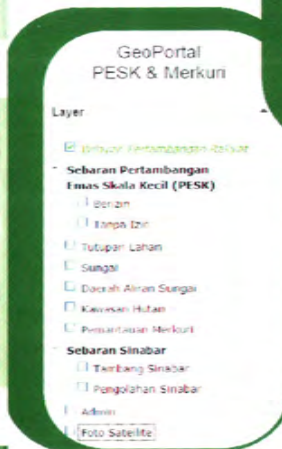 GeoPortal
PESK & Merkuri
Layer
Wilayah Pertambangan Rakyat
Sebaran Pertambangan
Emas Skala Kecil (PESK)
Berizin
Tanpa Izin
Tutupan Lahan
Sungai
Daerah Aliran Sungai
Kawasan Hutan
Pemantauan Merkuri
Sebaran Sinabar
Tambang Sinabar
Pengolahan Sinabar
Admin
Foto Satellite